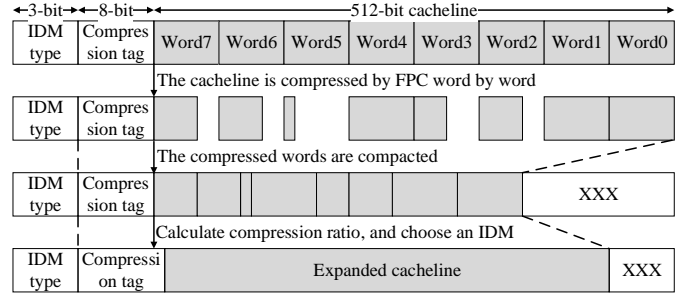 3-bit 8-bit 512-bit cacheline
IDM Compres Word7 Word6 Word5 Word4 Word3 Word2 Word1 Word0
type sion tag
The cacheline is compressed by FPC word by word
IDM Compres
type sion tag
The compressed words are compacted
IDM Compres XXX
type sion tag
Calculate compression ratio, and choose an IDM
IDM Compressi Expanded cacheline XXX
type on tag